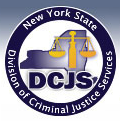 New York State
DCJS
Division of Criminal Justice Services